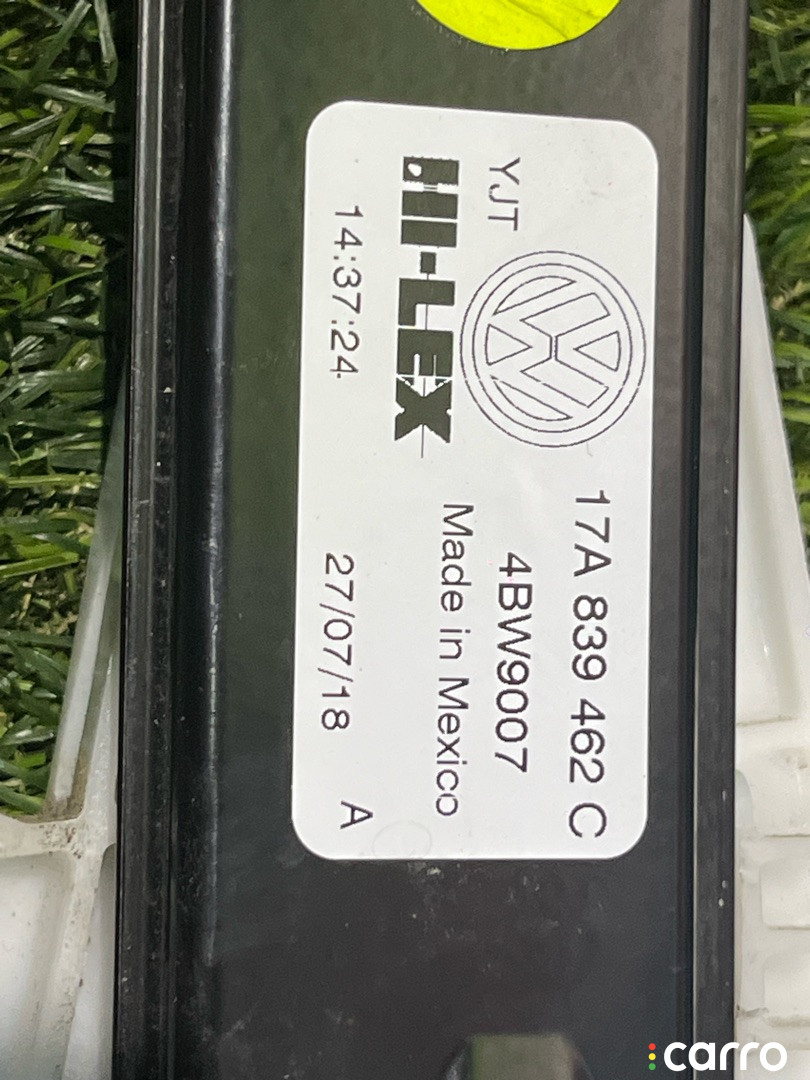 17A 839 462 C
YJT
4BW9007
HI-LEX
Made in Mexico
14:37:24
27/07/18
A
carro